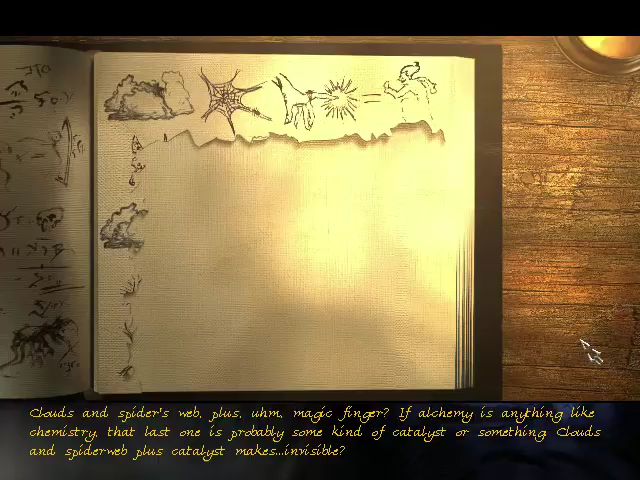 Clouds and spider's web, plus, uhm, magic finger? If alchemy is anything like
chemistry, that last one is probably some kind of catalyst or something. Clouds
and spiderweb plus catalyst makes...invisible?